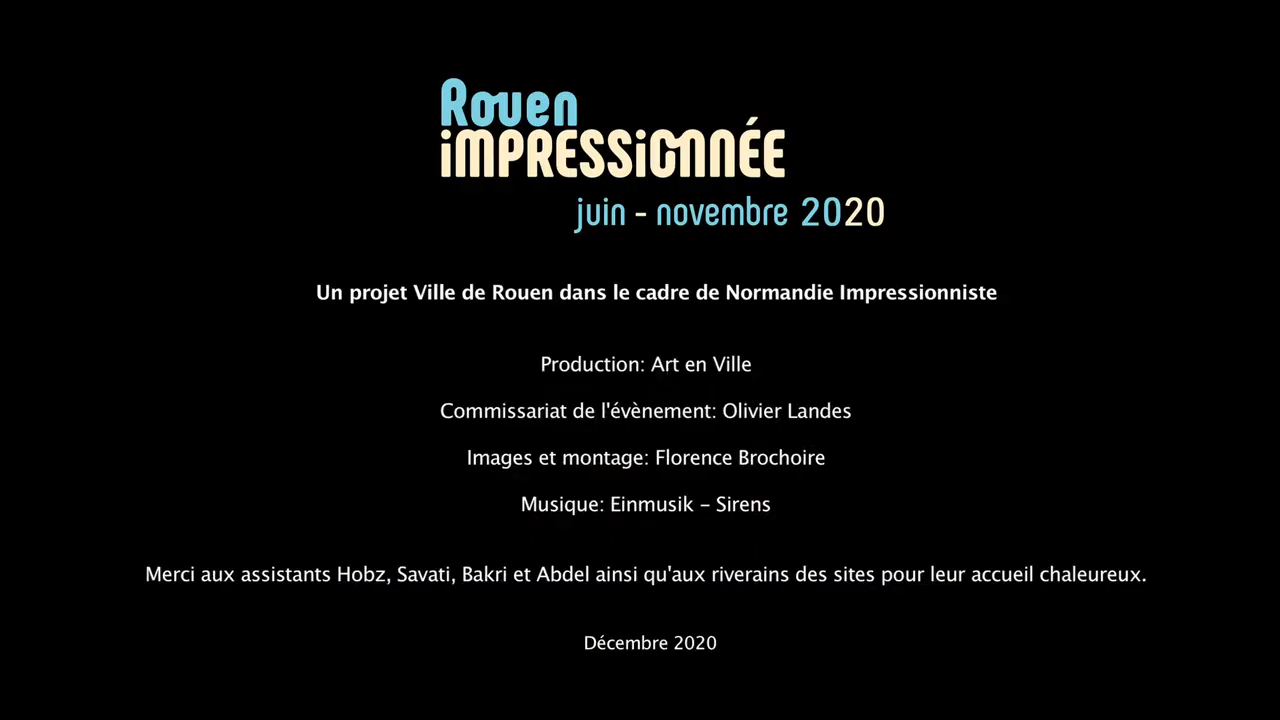 Rouen
iMPRESSiONNÉE
juin - novembre 2020
Un projet Ville de Rouen dans le cadre de Normandie Impressionniste
Production: Art en Ville
Commissariat de l'évènement: Olivier Landes
Images et montage: Florence Brochoire
Musique: Einmusik – Sirens
Merci aux assistants Hobz, Savati, Bakri et Abdel ainsi qu'aux riverains des sites pour leur accueil chaleureux.
Décembre 2020